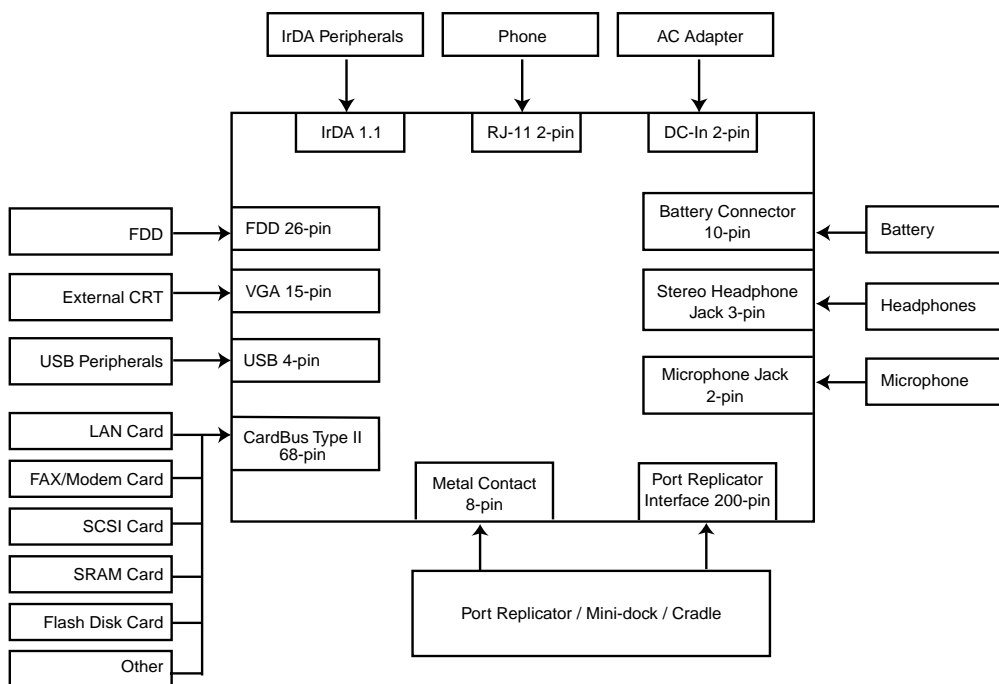 IrDA Peripherals
Phone
AC Adapter
IrDA 1.1
RJ-11 2-pin
DC-In 2-pin
FDD
FDD 26-pin
Battery Connector
10-pin
Battery
External CRT
VGA 15-pin
Stereo Headphone
Jack 3-pin
Headphones
USB Peripherals
USB 4-pin
Microphone Jack
2-pin
Microphone
LAN Card
CardBus Type II
68-pin
FAX/Modem Card
SCSI Card
SRAM Card
Flash Disk Card
Other
Metal Contact
8-pin
Port Replicator
Interface 200-pin
Port Replicator / Mini-dock / Cradle